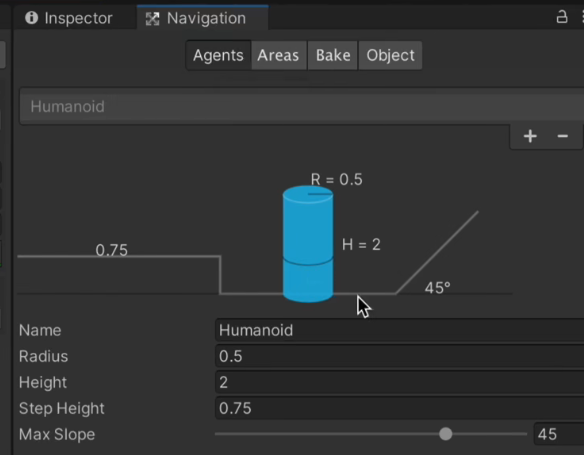 Inspector Navigation
Agents Areas Bake Object
Humanoid
+ −
R = 0.5
0.75
H = 2
45°
Name Humanoid
Radius 0.5
Height 2
Step Height 0.75
Max Slope 45